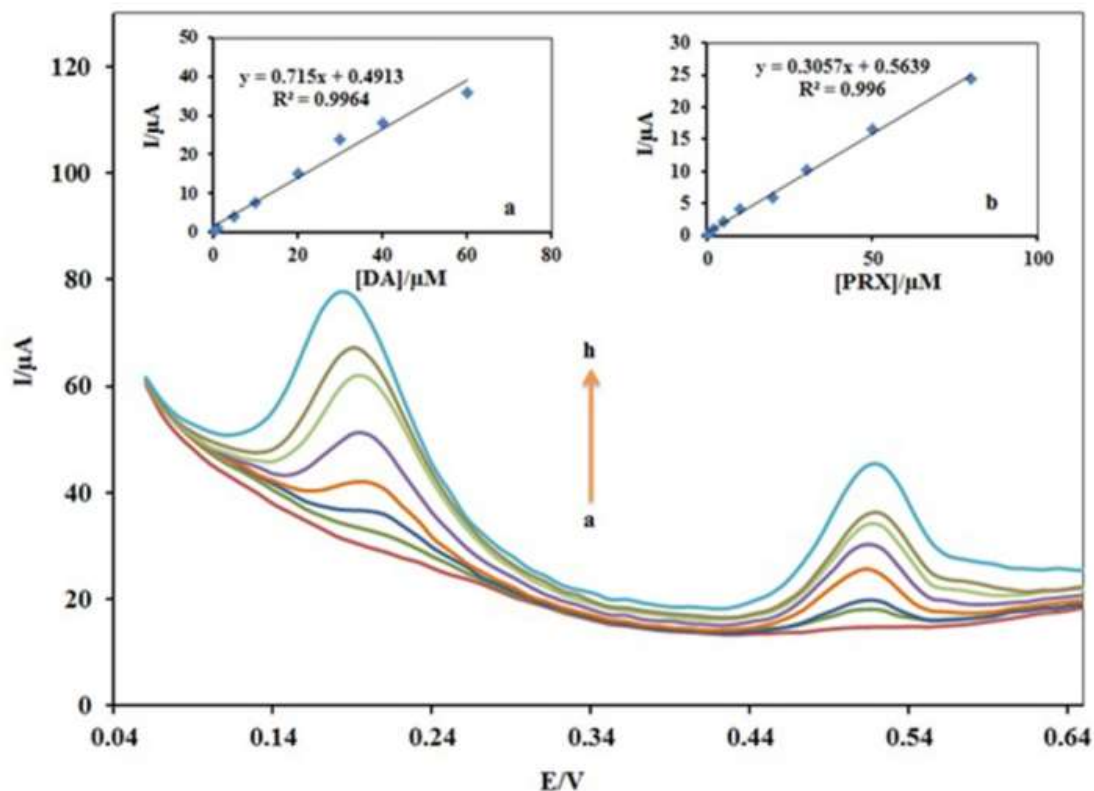 120
100
80
60
40
20
0
I/μA
0.04 0.14 0.24 0.34 0.44 0.54 0.64
E/V
50
40
30
20
10
0
I/μA
y = 0.715x + 0.4913
R² = 0.9964
a
0 20 40 60 80
[DA]/μM
30
25
20
15
10
5
0
I/μA
y = 0.3057x + 0.5639
R² = 0.996
b
0 50 100
[PRX]/μM
h
a